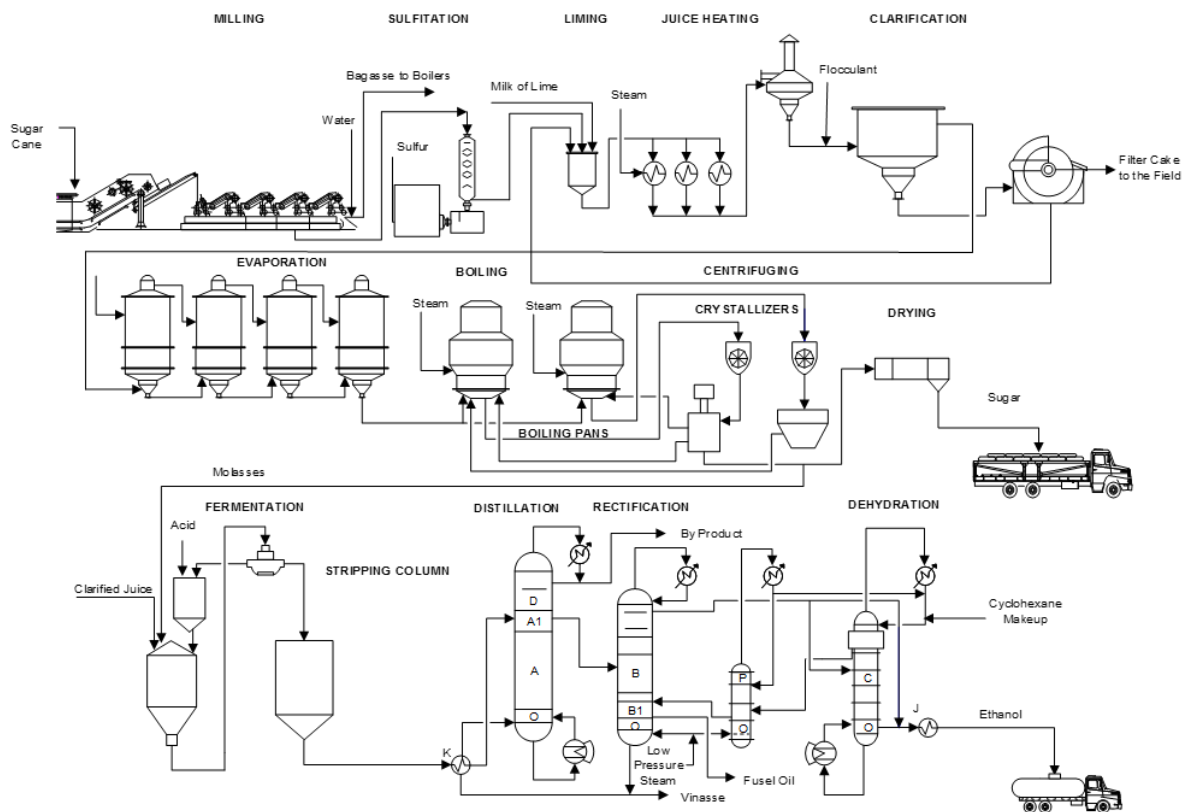 MILLING
SULFITATION
LIMING
JUICE HEATING
CLARIFICATION
Bagasse to Boilers
Milk of Lime
Steam
Flocculant
Sugar
Cane
Water
Sulfur
Filter Cake
to the Field
EVAPORATION
BOILING
CENTRIFUGING
Steam
Steam
CRYSTALLIZERS
DRYING
Sugar
BOILING PANS
Molasses
FERMENTATION
DISTILLATION
RECTIFICATION
DEHYDRATION
Acid
By Product
STRIPPING COLUMN
Clarified Juice
D
A1
A
O
B
B1
O
P
O
C
O
Cyclohexane
Makeup
J
Ethanol
K
Low
Pressure
Steam
Fusel Oil
Vinasse